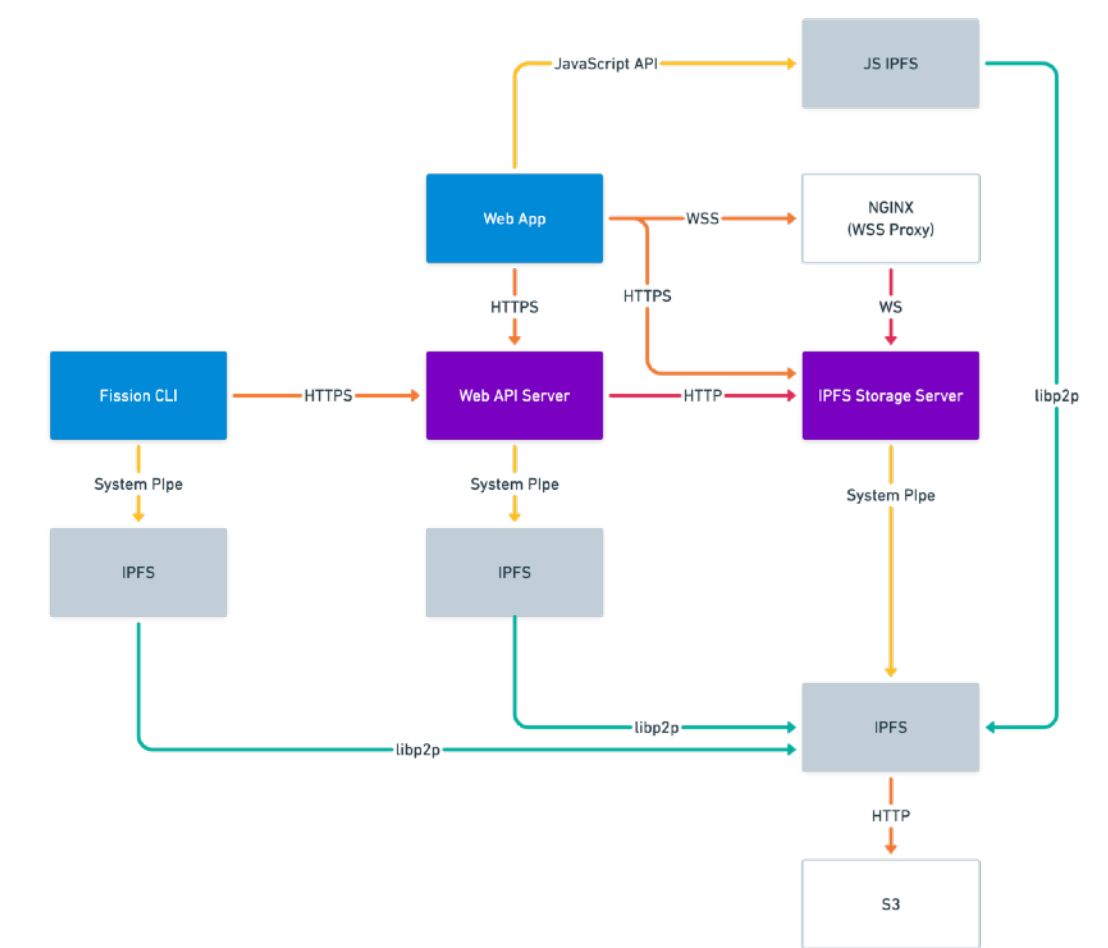 JavaScript API
JS IPFS
Web App
WSS
NGINX
(WSS Proxy)
HTTPS
HTTPS
WS
Fission CLI
HTTPS
Web API Server
HTTP
IPFS Storage Server
libp2p
System PIpe
System PIpe
System PIpe
IPFS
IPFS
libp2p
IPFS
libp2p
HTTP
S3